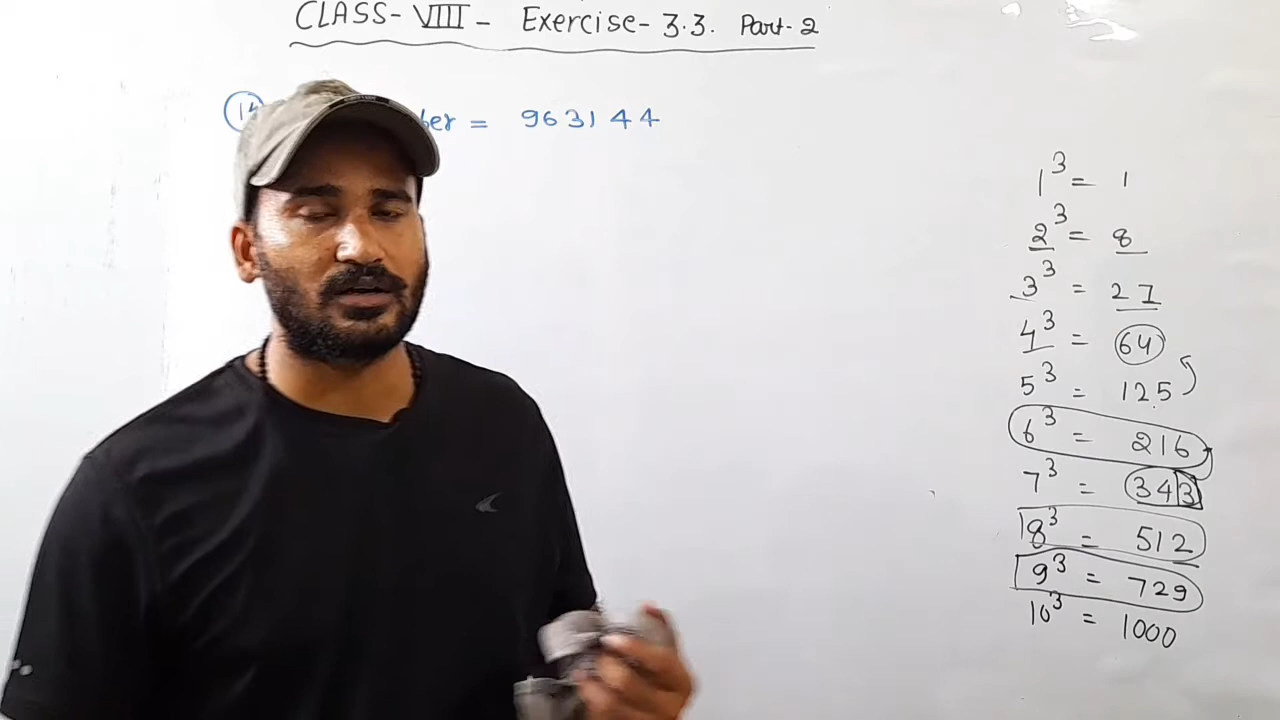 CLASS- VIII - Exercise- 3.3. Part-2
= 963144
1³ = 1
2³ = 8
3³ = 27
4³ = 64
5³ = 125
6³ = 216
7³ = 343
8³ = 512
9³ = 729
10³ = 1000